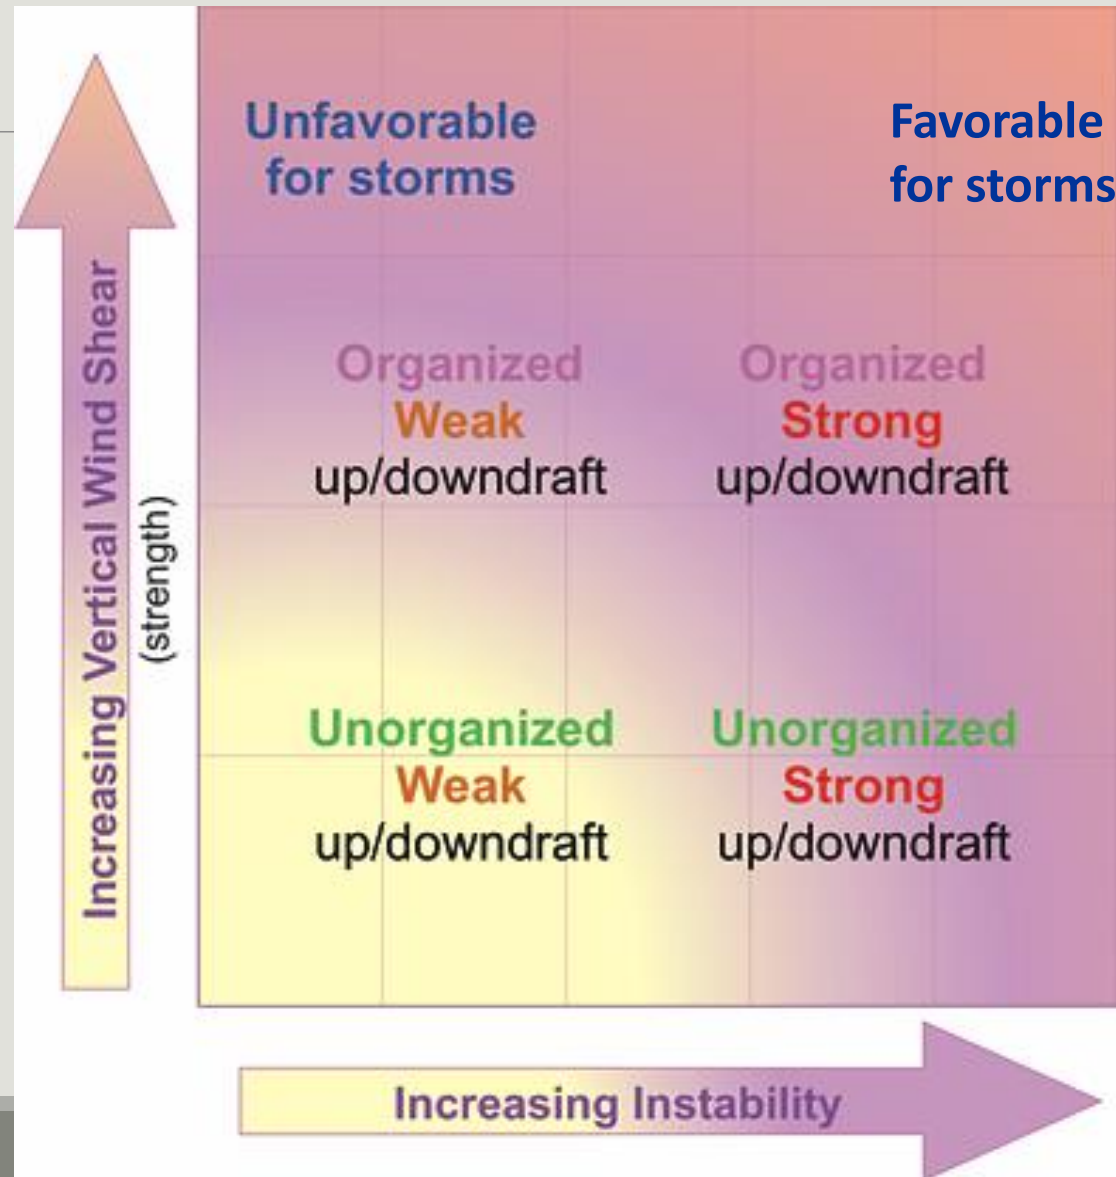 Unfavorable
for storms
Favorable
for storms
Increasing Vertical Wind Shear
(strength)
Organized
Weak
up/downdraft
Organized
Strong
up/downdraft
Unorganized
Weak
up/downdraft
Unorganized
Strong
up/downdraft
Increasing Instability